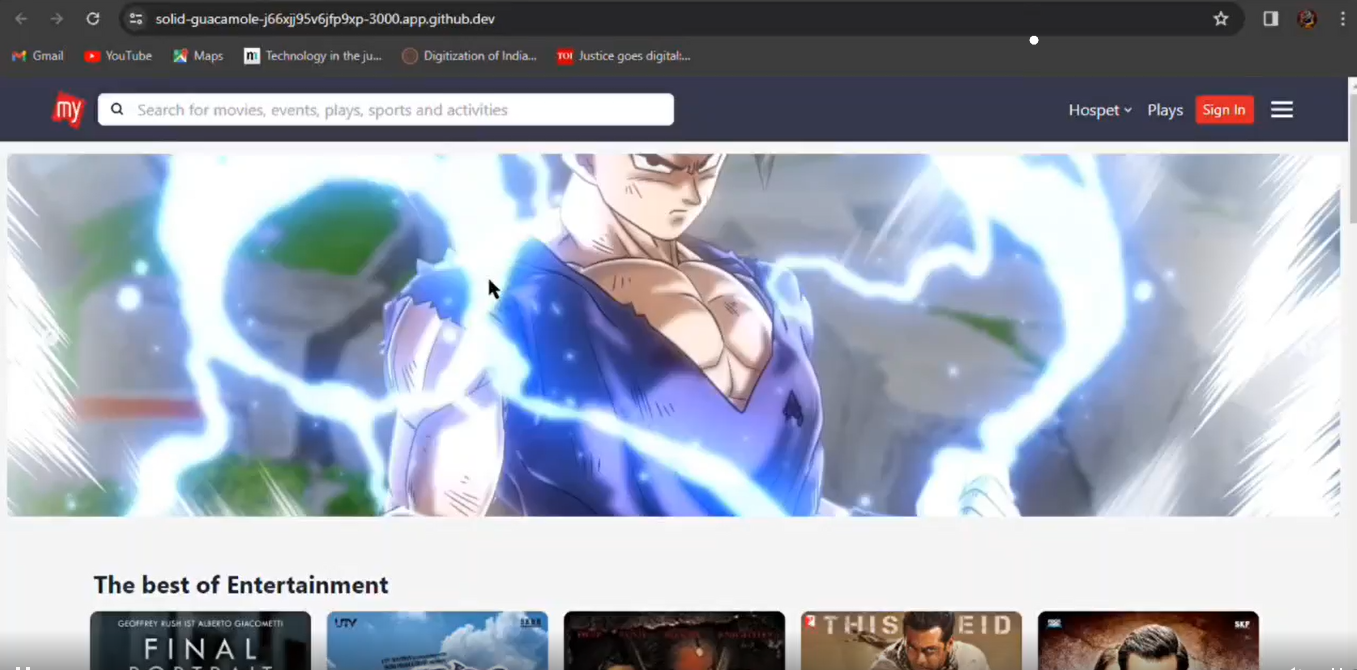 solid-guacamole-j66xjj95v6jfp9xp-3000.app.github.dev
Gmail YouTube Maps m Technology in the ju... Digitization of India... TOI Justice goes digital:...
my Search for movies, events, plays, sports and activities Hospet Plays Sign In
The best of Entertainment
GEOFFREY RUSH IST ALBERTO GIACOMETTI
FINAL
PORTRAIT
UTV
THIS EID
SKF